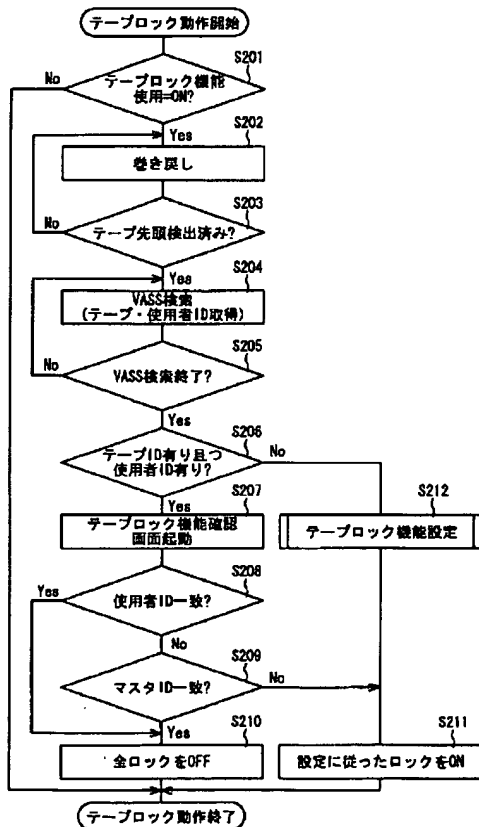 テープロック動作開始
S201
No
テープロック機能
使用=ON?
Yes
S202
巻き戻し
S203
No
テープ先頭検出済み?
Yes
S204
VASS検索
(テープ・使用者ID取得)
S205
No
VASS検索終了?
Yes
S206
テープID有り且つ
使用者ID有り?
No
Yes
S207
テープロック機能確認
画面起動
S212
テープロック機能設定
S208
Yes
使用者ID一致?
No
S209
マスタID一致?
No
Yes
S210
全ロックをOFF
S211
設定に従ったロックをON
テープロック動作終了